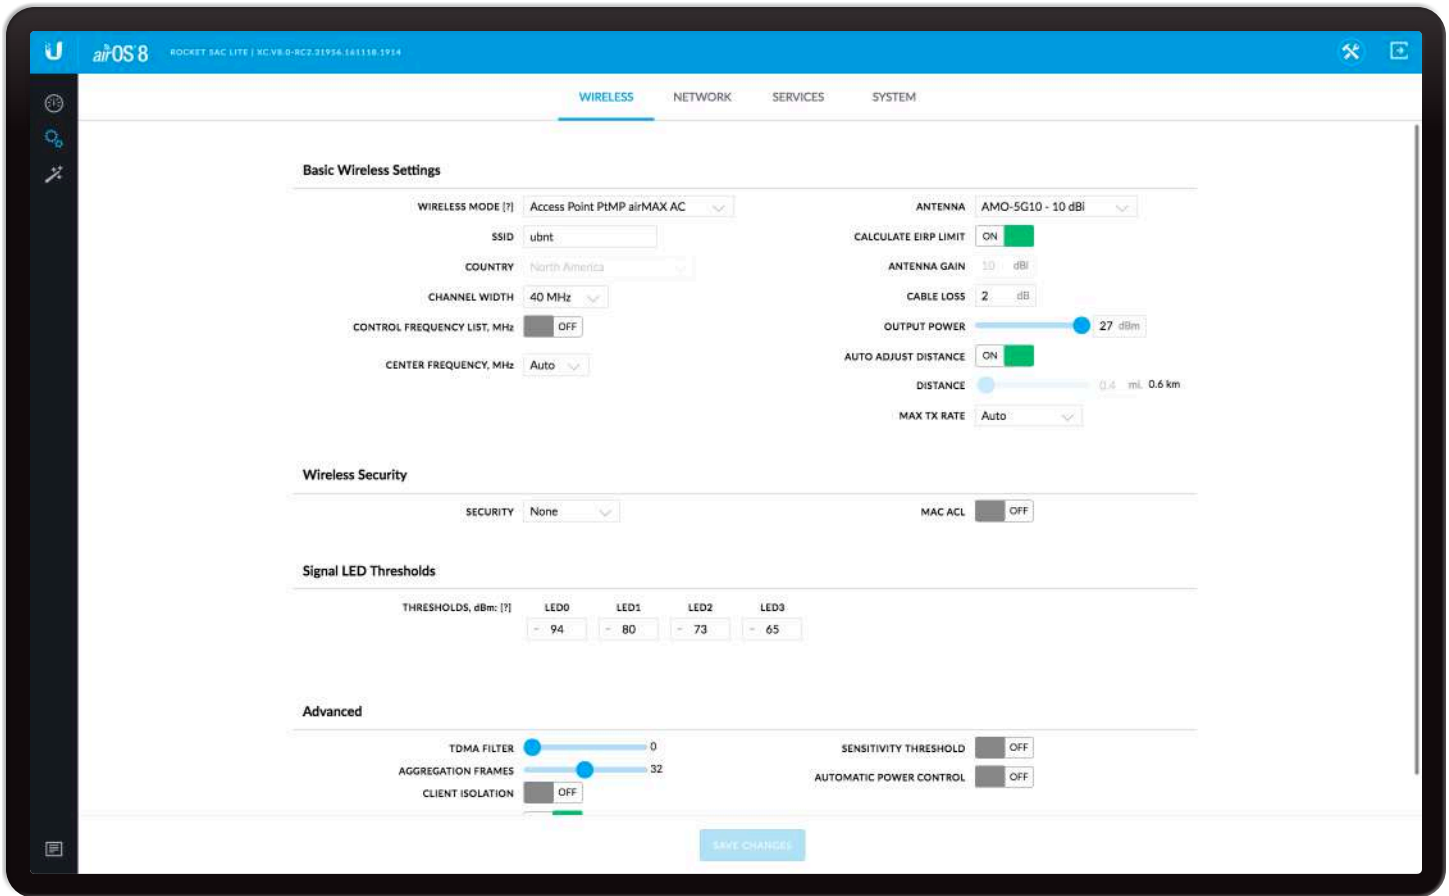 airOS 8 ROCKET 5AC LITE | XC.V8.0-RC2.31956.161118.1914
WIRELESS NETWORK SERVICES SYSTEM
Basic Wireless Settings
WIRELESS MODE [?] Access Point PtMP airMAX AC
SSID ubnt
COUNTRY North America
CHANNEL WIDTH 40 MHz
CONTROL FREQUENCY LIST, MHz OFF
CENTER FREQUENCY, MHz Auto
ANTENNA AMO-5G10 - 10 dBi
CALCULATE EIRP LIMIT ON
ANTENNA GAIN 10 dBi
CABLE LOSS 2 dB
OUTPUT POWER 27 dBm
AUTO ADJUST DISTANCE ON
DISTANCE 0.4 mi. 0.6 km
MAX TX RATE Auto
Wireless Security
SECURITY None
MAC ACL OFF
Signal LED Thresholds
THRESHOLDS, dBm: [?] LED0 LED1 LED2 LED3
- 94 - 80 - 73 - 65
Advanced
TDMA FILTER 0
AGGREGATION FRAMES 32
CLIENT ISOLATION OFF
SENSITIVITY THRESHOLD OFF
AUTOMATIC POWER CONTROL OFF
SAVE CHANGES